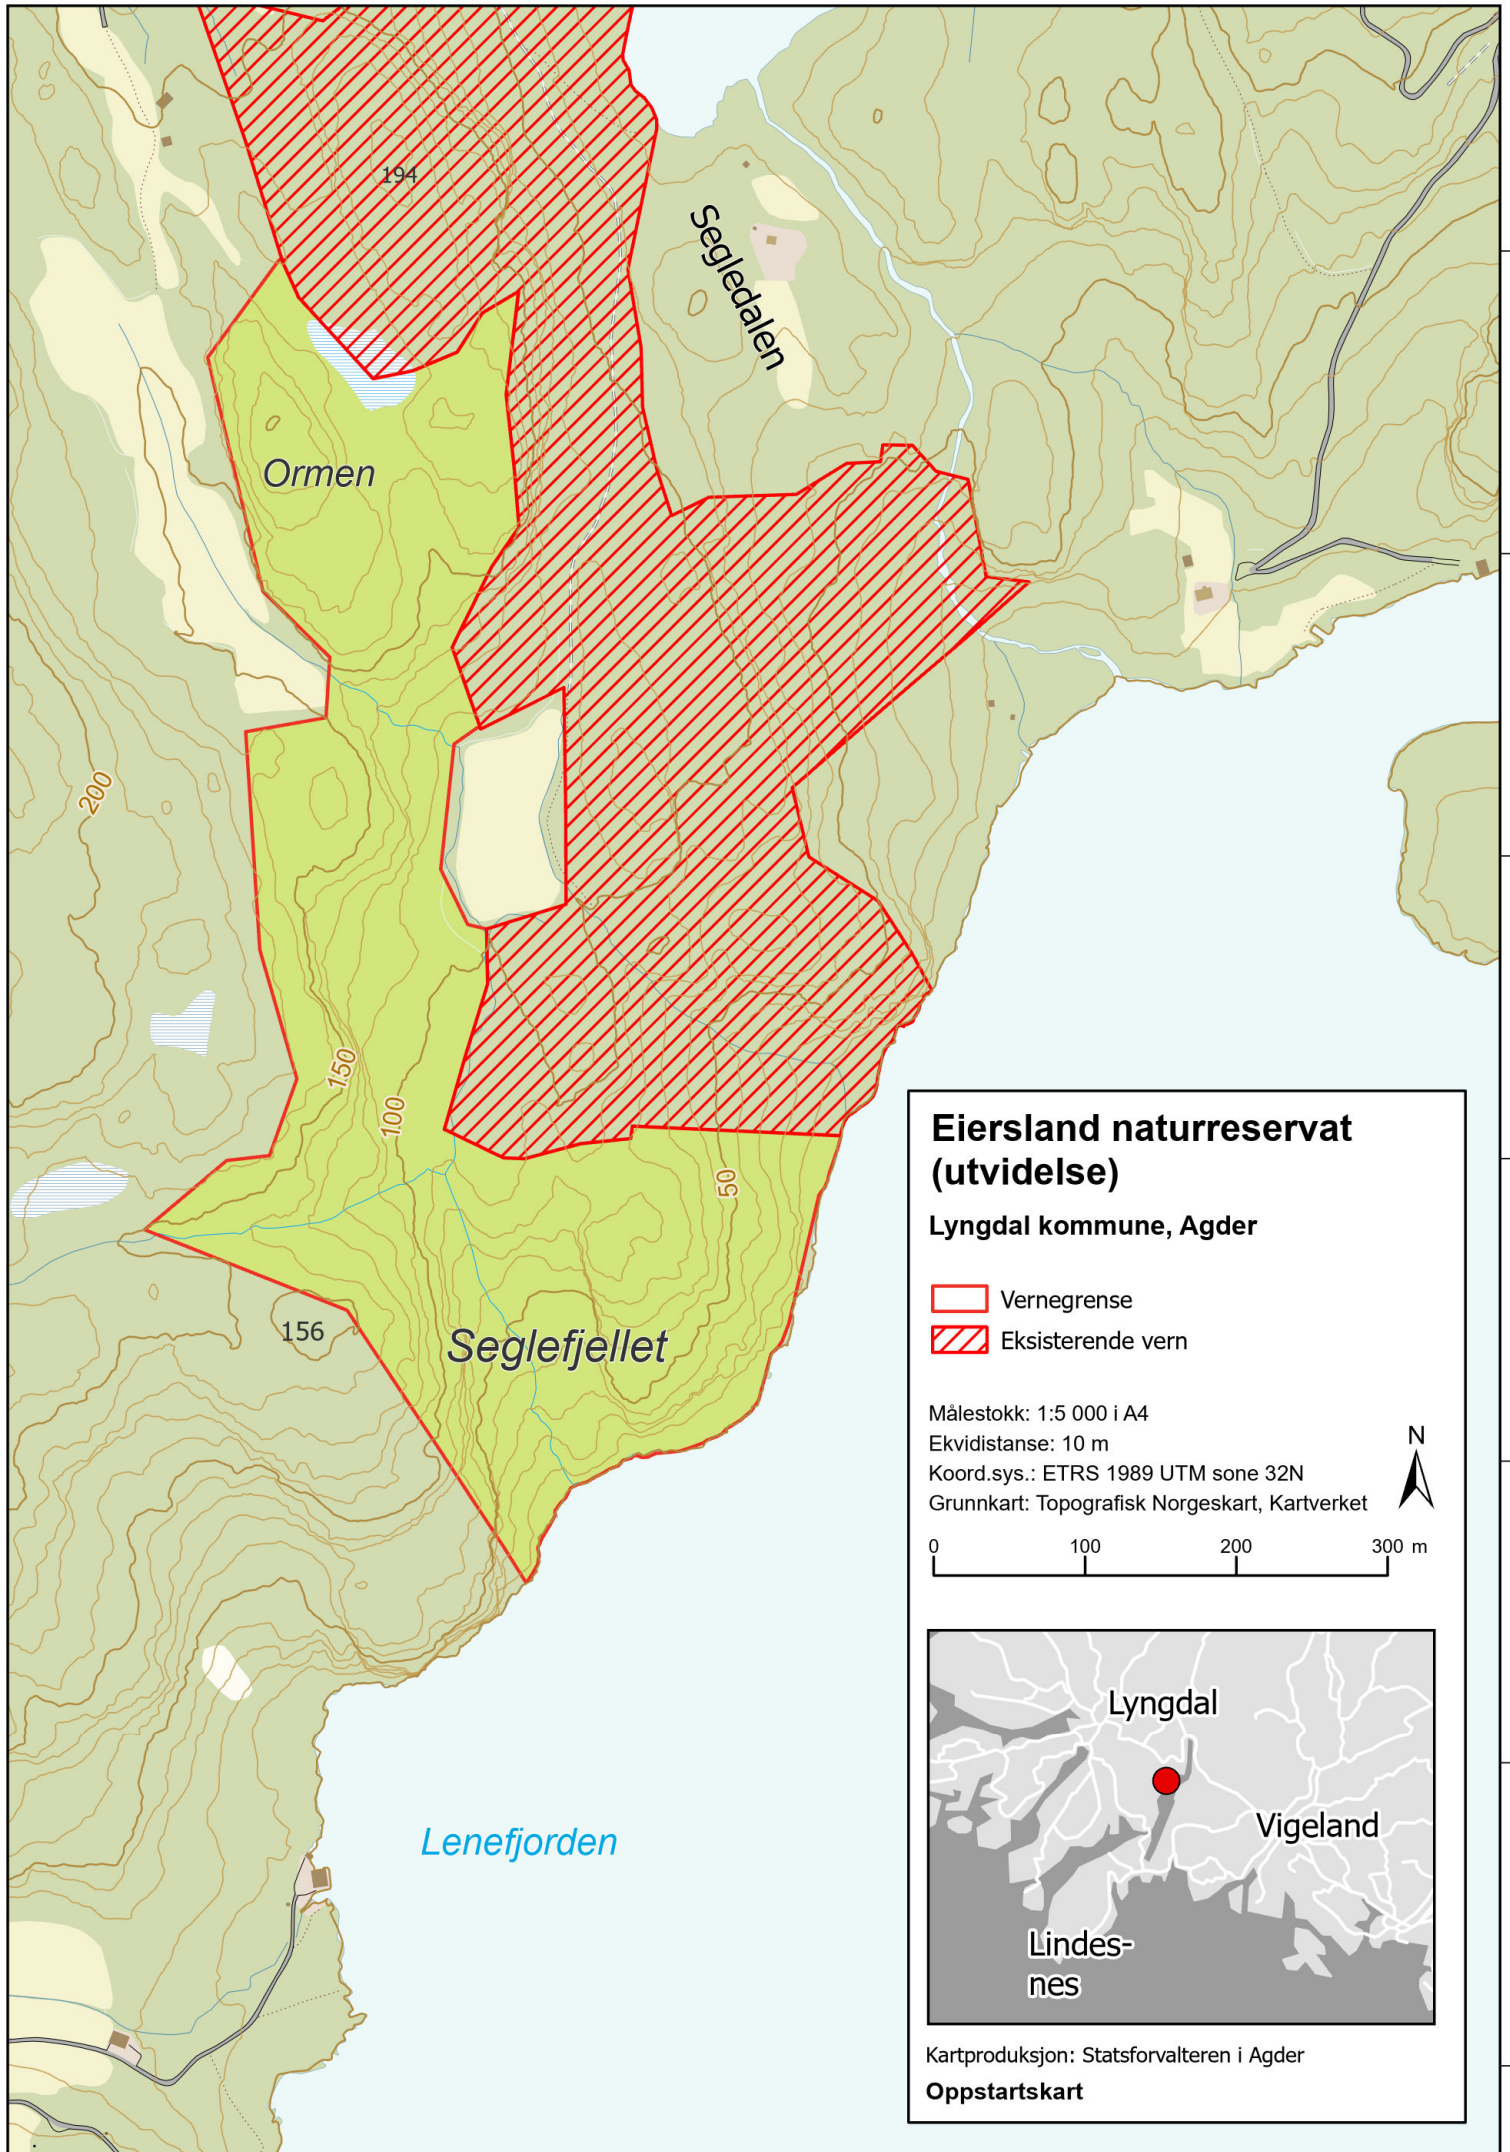 194
Segledalen
Ormen
200
150
100
50
156
Seglefjellet
Lenefjorden
Eiersland naturreservat
(utvidelse)
Lyngdal kommune, Agder
Vernegrense
Eksisterende vern
Målestokk: 1:5 000 i A4
Ekvidistanse: 10 m
Koord.sys.: ETRS 1989 UTM sone 32N
Grunnkart: Topografisk Norgeskart, Kartverket
N
0 100 200 300 m
Lyngdal
Vigeland
Lindes-
nes
Kartproduksjon: Statsforvalteren i Agder
Oppstartskart